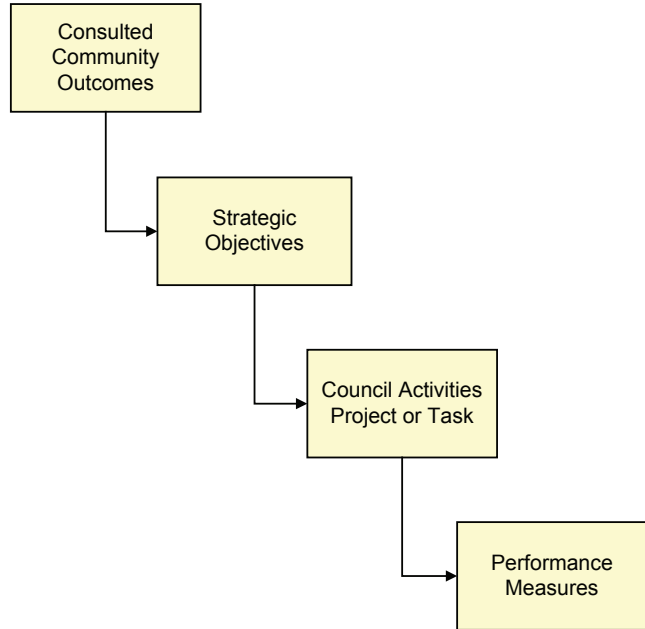 Consulted
Community
Outcomes
Strategic
Objectives
Council Activities
Project or Task
Performance
Measures